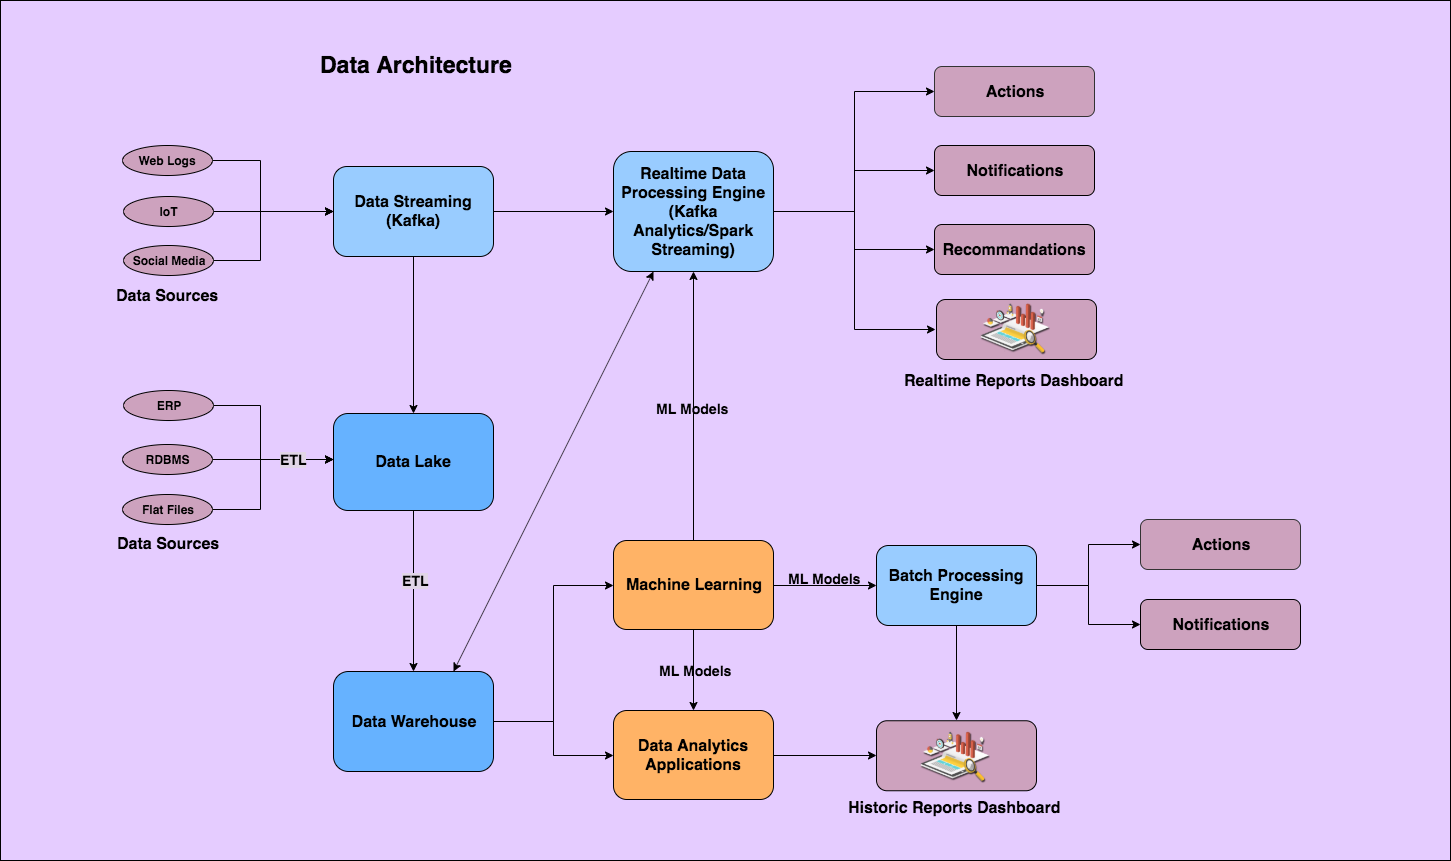 Data Architecture
Actions
Web Logs
Realtime Data
Processing Engine
(Kafka
Analytics/Spark
Streaming)
Notifications
Data Streaming
(Kafka)
IoT
Recommandations
Social Media
Data Sources
Realtime Reports Dashboard
ERP
ML Models
RDBMS
ETL
Data Lake
Flat Files
Data Sources
Actions
ETL
Machine Learning
ML Models
Batch Processing
Engine
Notifications
ML Models
Data Warehouse
Data Analytics
Applications
Historic Reports Dashboard